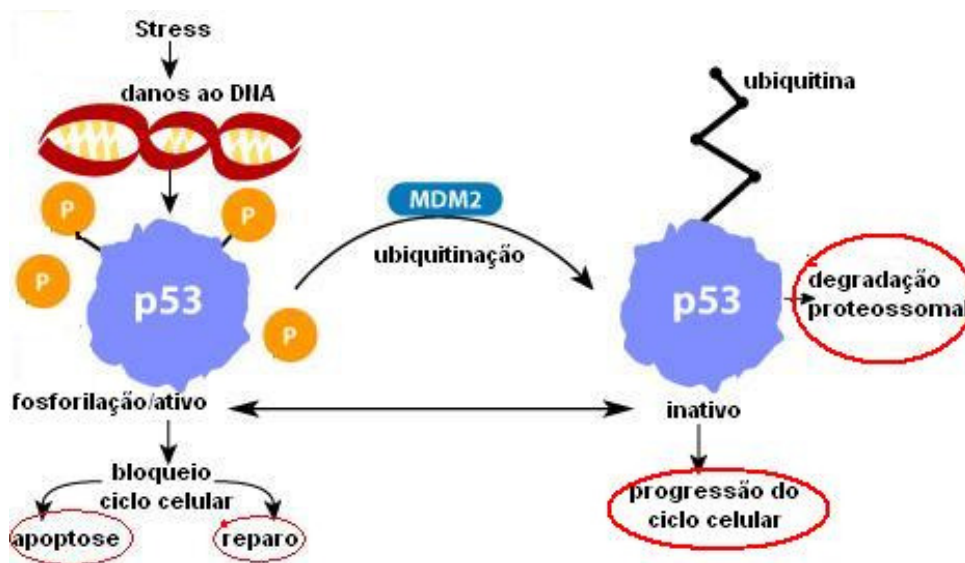 Stress
danos ao DNA
P
P
P
P
p53
fosforilação/ativo
bloqueio
ciclo celular
apoptose
reparo
MDM2
ubiquitinação
ubiquitina
p53
degradação
proteossomal
inativo
progressão do
ciclo celular